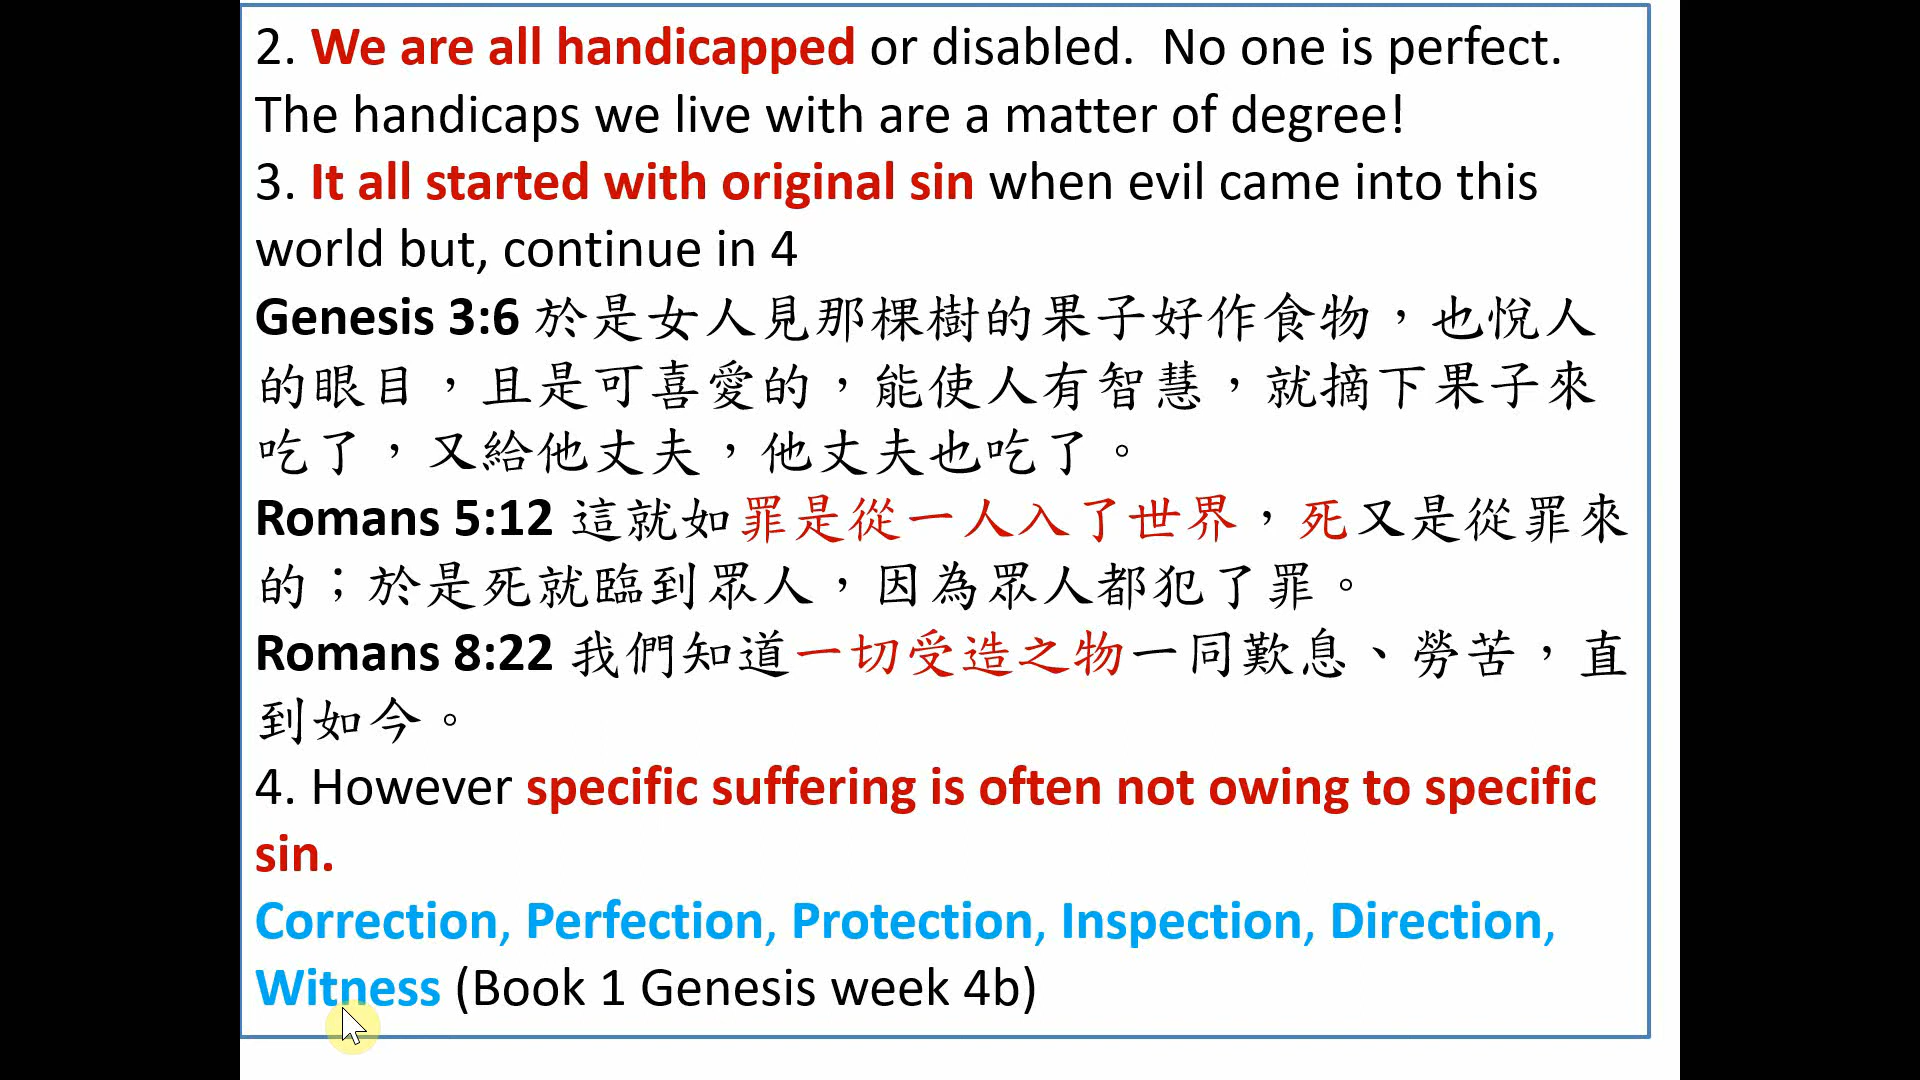 2. We are all handicapped or disabled.  No one is perfect.
The handicaps we live with are a matter of degree!
3. It all started with original sin when evil came into this
world but, continue in 4
Genesis 3:6 於是女人見那棵樹的果子好作食物，也悅人
的眼目，且是可喜愛的，能使人有智慧，就摘下果子來
吃了，又給他丈夫，他丈夫也吃了。
Romans 5:12 這就如罪是從一人入了世界，死又是從罪來
的；於是死就臨到眾人，因為眾人都犯了罪。
Romans 8:22 我們知道一切受造之物一同歎息、勞苦，直
到如今。
4. However specific suffering is often not owing to specific
sin.
Correction, Perfection, Protection, Inspection, Direction,
Witness (Book 1 Genesis week 4b)